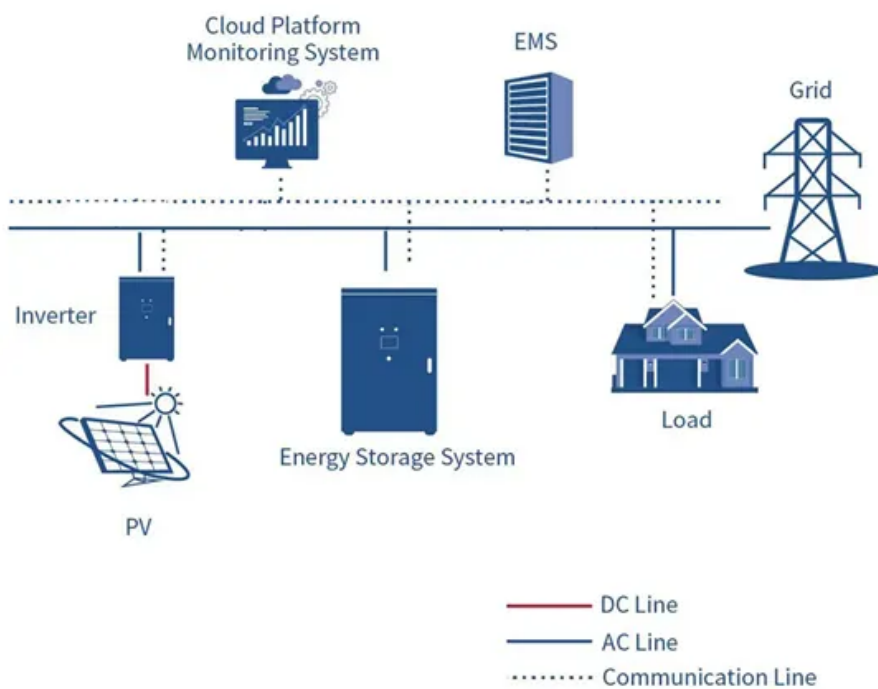 Cloud Platform
Monitoring System
EMS
Grid
Inverter
Energy Storage System
Load
PV
DC Line
AC Line
Communication Line